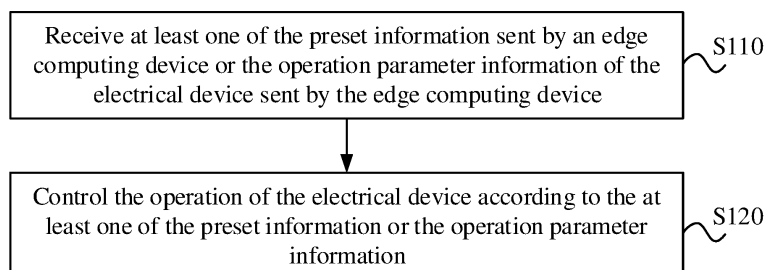 Receive at least one of the preset information sent by an edge
computing device or the operation parameter information of the
electrical device sent by the edge computing device
S110
Control the operation of the electrical device according to the at
least one of the preset information or the operation parameter
information
S120